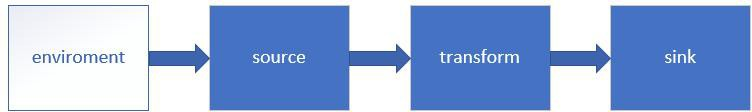 enviroment
source
transform
sink